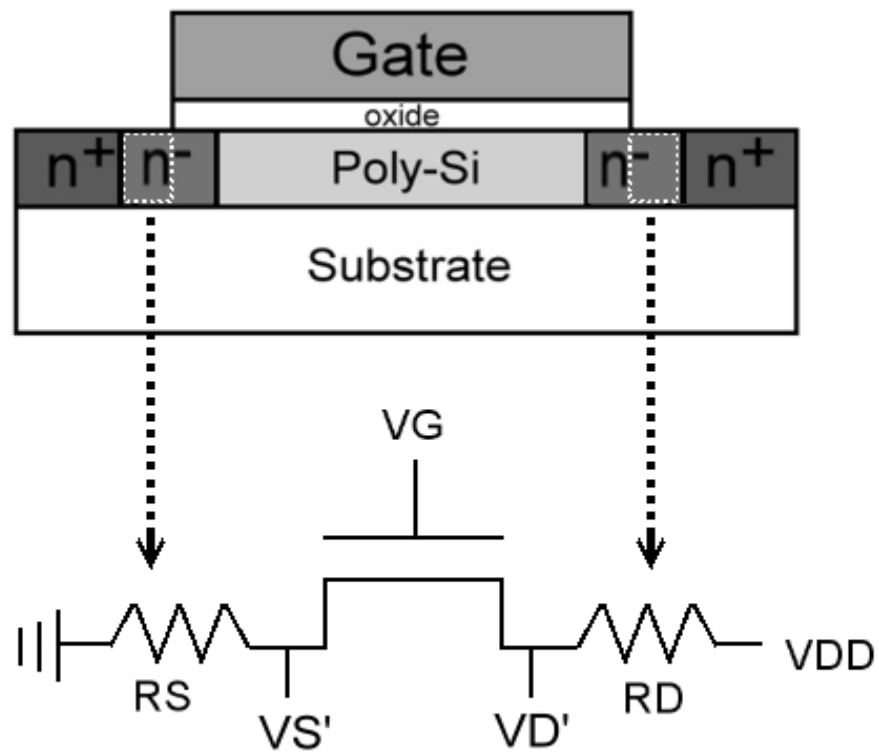 Gate
oxide
n+ n- Poly-Si n- n+
Substrate
VG
VDD
RS RD
VS' VD'